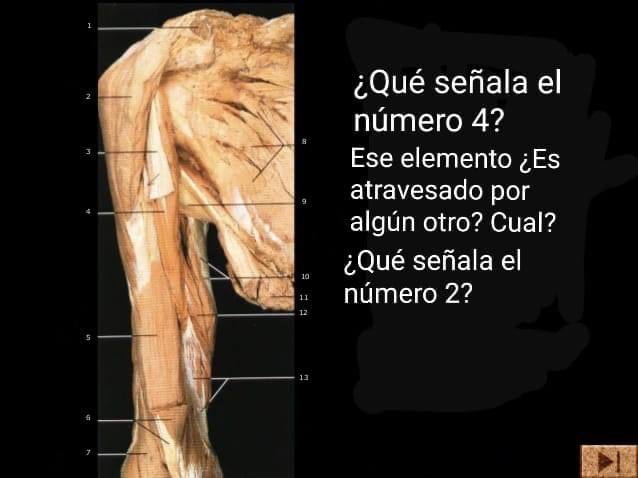 ¿Qué señala el
número 4?
Ese elemento ¿Es
atravesado por
algún otro? Cual?
¿Qué señala el
número 2?
1
2
3
4
5
6
7
8
9
10
11
12
13